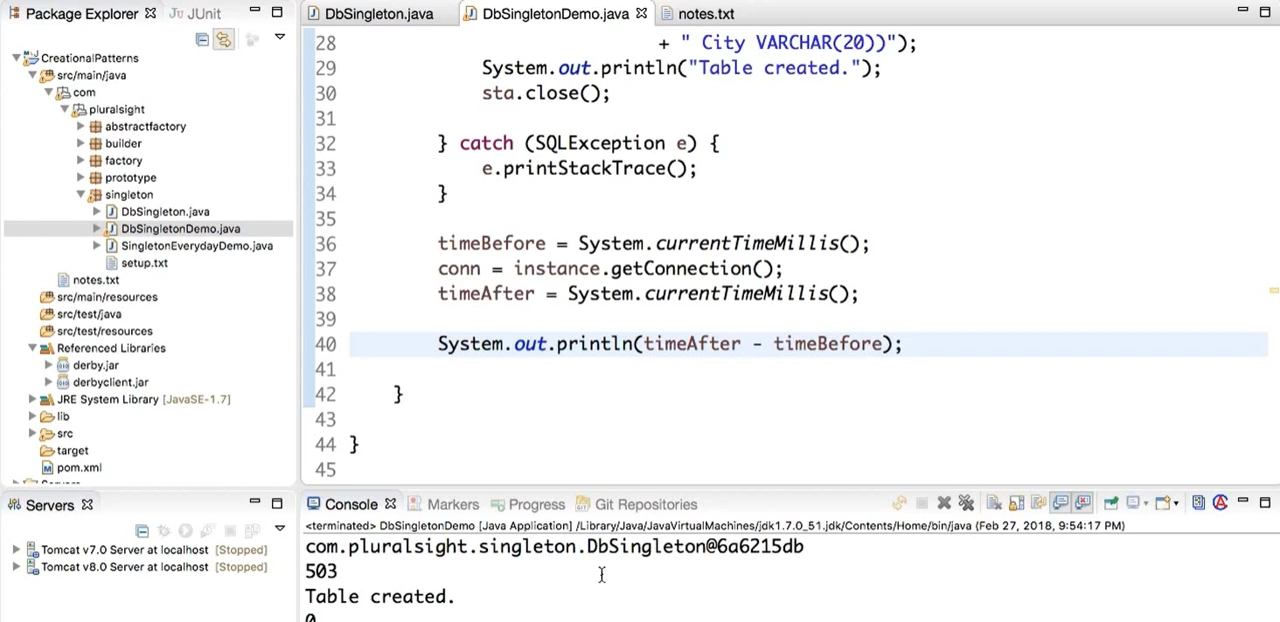 Package Explorer
JUnit
CreationalPatterns
src/main/java
com
pluralsight
abstractfactory
builder
factory
prototype
singleton
DbSingleton.java
DbSingletonDemo.java
SingletonEverydayDemo.java
setup.txt
notes.txt
src/main/resources
src/test/java
src/test/resources
Referenced Libraries
derby.jar
derbyclient.jar
JRE System Library [JavaSE-1.7]
lib
src
target
pom.xml
DbSingleton.java
DbSingletonDemo.java
notes.txt
28 + " City VARCHAR(20))");
29 System.out.println("Table created.");
30 sta.close();
31
32 } catch (SQLException e) {
33 e.printStackTrace();
34 }
35
36 timeBefore = System.currentTimeMillis();
37 conn = instance.getConnection();
38 timeAfter = System.currentTimeMillis();
39
40 System.out.println(timeAfter - timeBefore);
41
42 }
43
44 }
45
Servers
Tomcat v7.0 Server at localhost [Stopped]
Tomcat v8.0 Server at localhost [Stopped]
Console
Markers
Progress
Git Repositories
<terminated> DbSingletonDemo [Java Application] /Library/Java/JavaVirtualMachines/jdk1.7.0_51.jdk/Contents/Home/bin/java (Feb 27, 2018, 9:54:17 PM)
com.pluralsight.singleton.DbSingleton@6a6215db
503
Table created.
0